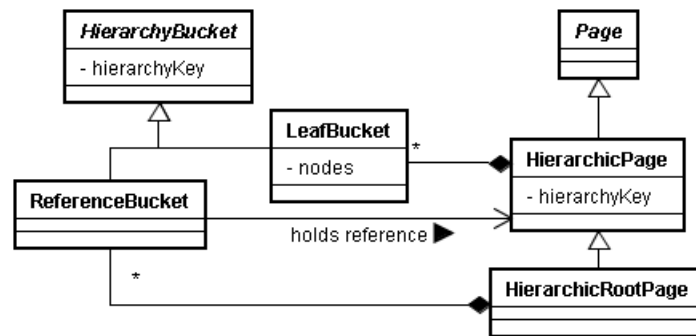 HierarchyBucket
- hierarchyKey
Page
LeafBucket
- nodes
*
HierarchicPage
- hierarchyKey
ReferenceBucket
holds reference ▶
*
HierarchicRootPage